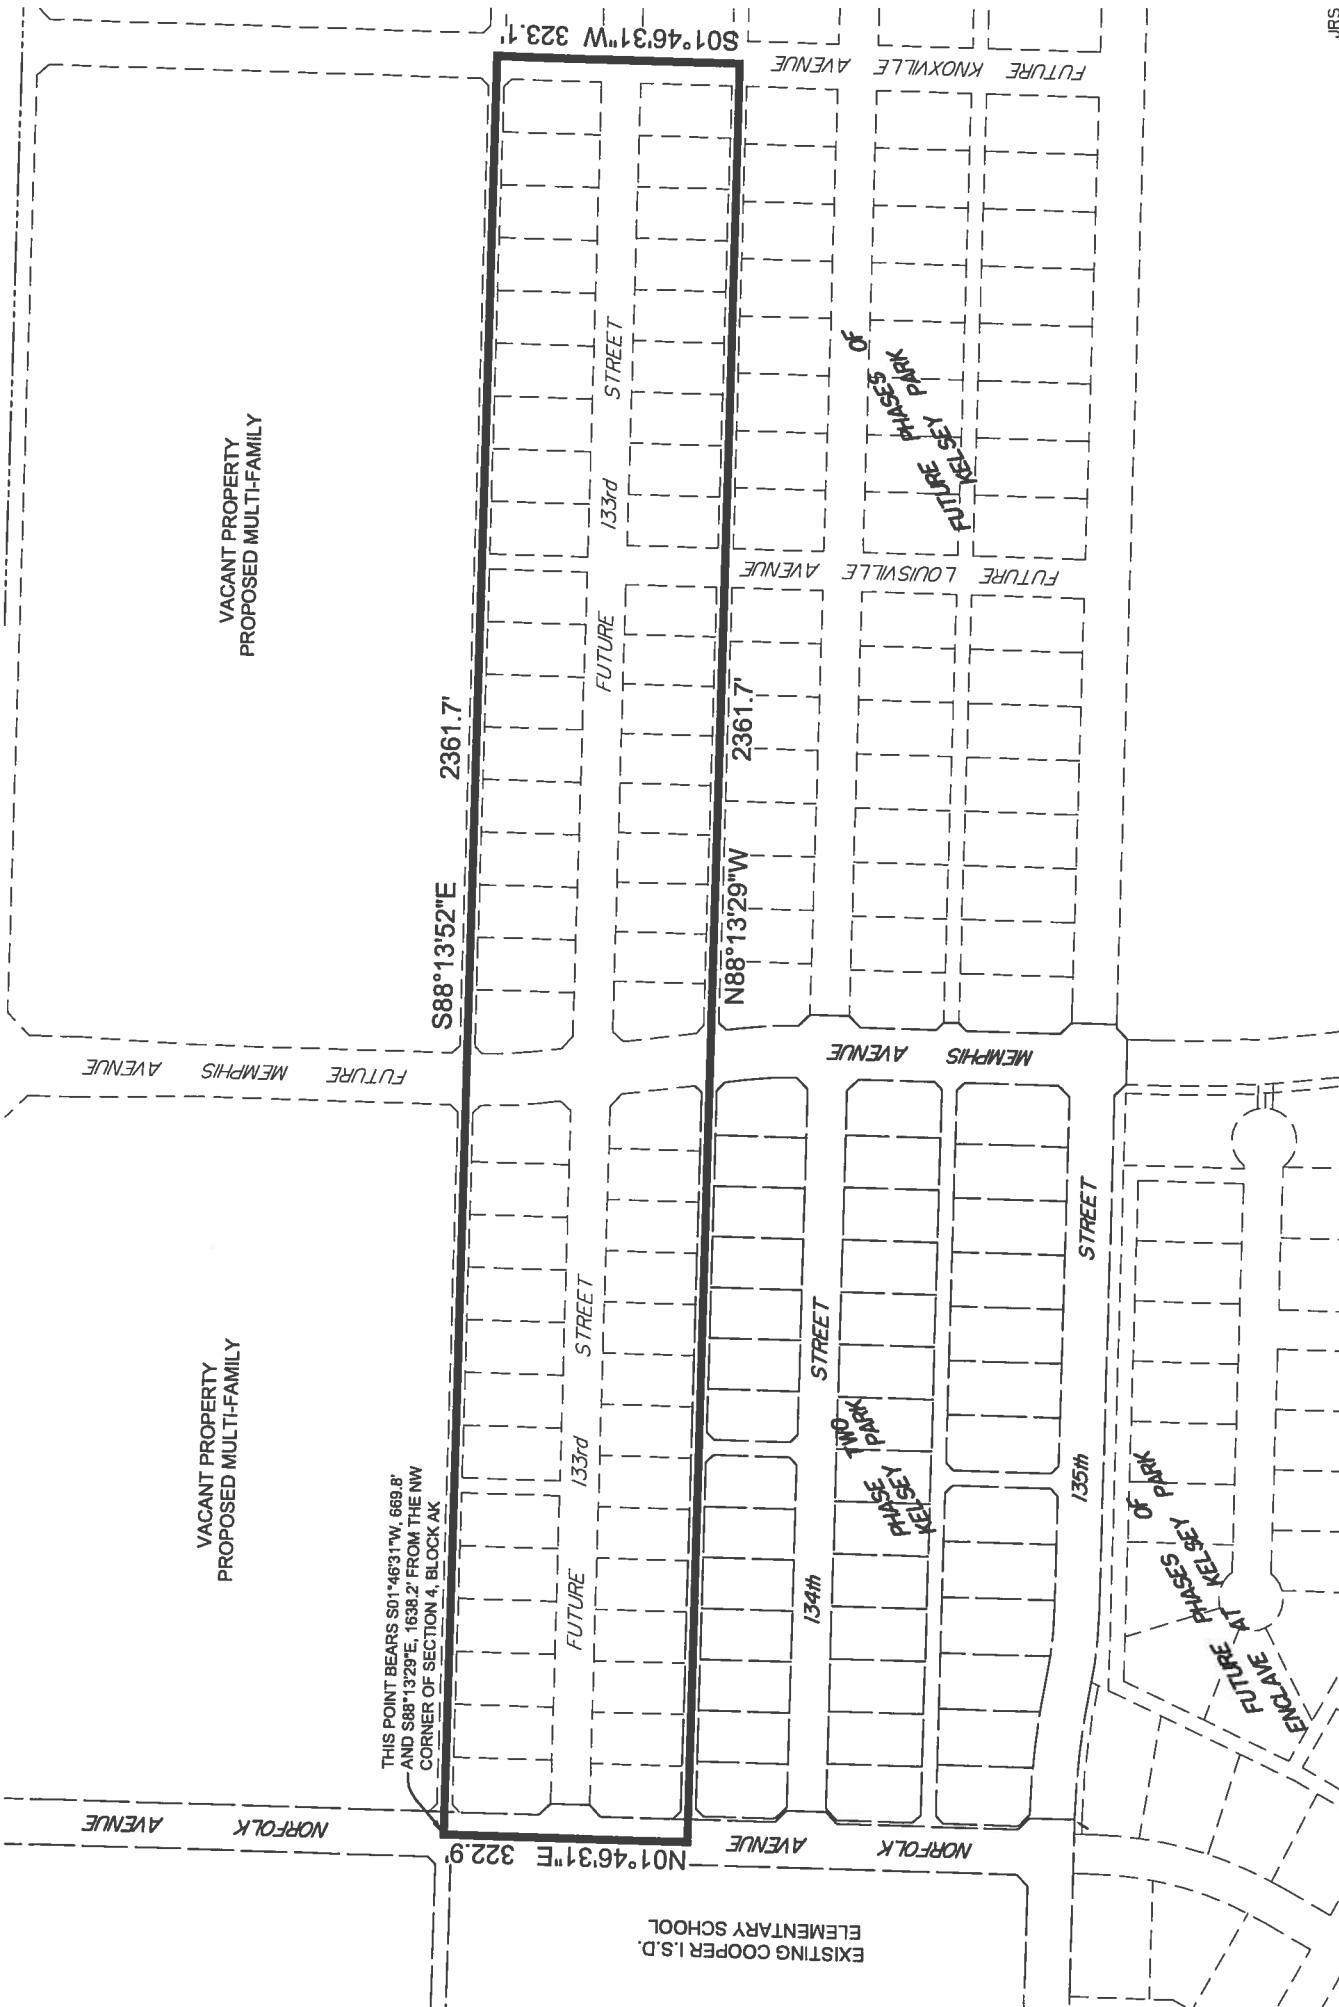 JRS
S01°46'31"W 323.1'
FUTURE KNOXVILLE AVENUE
VACANT PROPERTY
PROPOSED MULTI-FAMILY
S88°13'52"E 2361.7'
FUTURE 133rd STREET
N88°13'29"W 2361.7'
FUTURE PHASES OF
KELSEY PARK
FUTURE LOUISVILLE AVENUE
FUTURE MEMPHIS AVENUE
MEMPHIS AVENUE
VACANT PROPERTY
PROPOSED MULTI-FAMILY
THIS POINT BEARS S01°46'31"W, 669.8'
AND S88°13'29"E, 1638.2' FROM THE NW
CORNER OF SECTION 4, BLOCK AK
FUTURE 133rd STREET
134th STREET
PHASE TWO
KELSEY PARK
135th STREET
FUTURE PHASES OF
ENCLAVE AT KELSEY PARK
NORFOLK AVENUE
N01°46'31"E 322.9'
NORFOLK AVENUE
EXISTING COOPER I.S.D.
ELEMENTARY SCHOOL